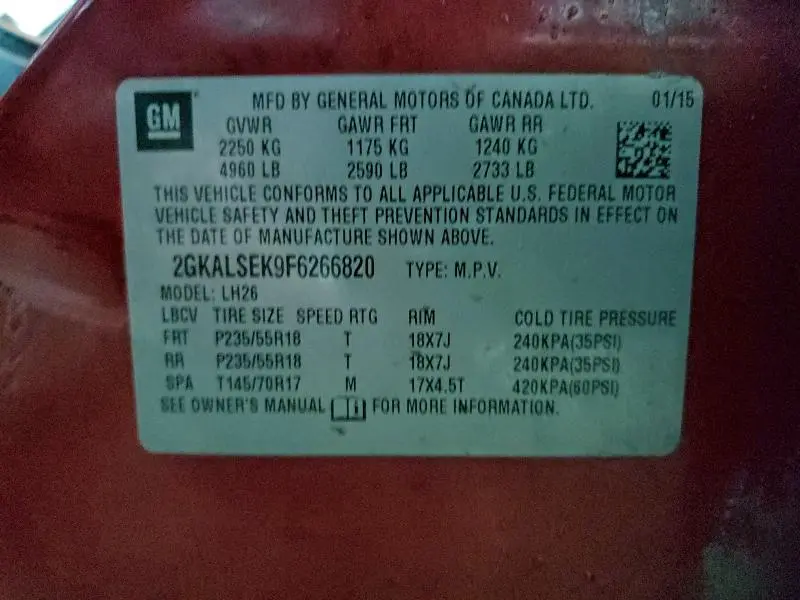 GM MFD BY GENERAL MOTORS OF CANADA LTD. 01/15
GVWR GAWR FRT GAWR RR
2250 KG 1175 KG 1240 KG
4960 LB 2590 LB 2733 LB
THIS VEHICLE CONFORMS TO ALL APPLICABLE U.S. FEDERAL MOTOR
VEHICLE SAFETY AND THEFT PREVENTION STANDARDS IN EFFECT ON
THE DATE OF MANUFACTURE SHOWN ABOVE.
2GKALSEK9F6266820 TYPE: M.P.V.
MODEL: LH26
LBCV TIRE SIZE SPEED RTG RIM COLD TIRE PRESSURE
FRT P235/55R18 T 18X7J 240KPA(35PSI)
RR P235/55R18 T 18X7J 240KPA(35PSI)
SPA T145/70R17 M 17X4.5T 420KPA(60PSI)
SEE OWNER'S MANUAL FOR MORE INFORMATION.